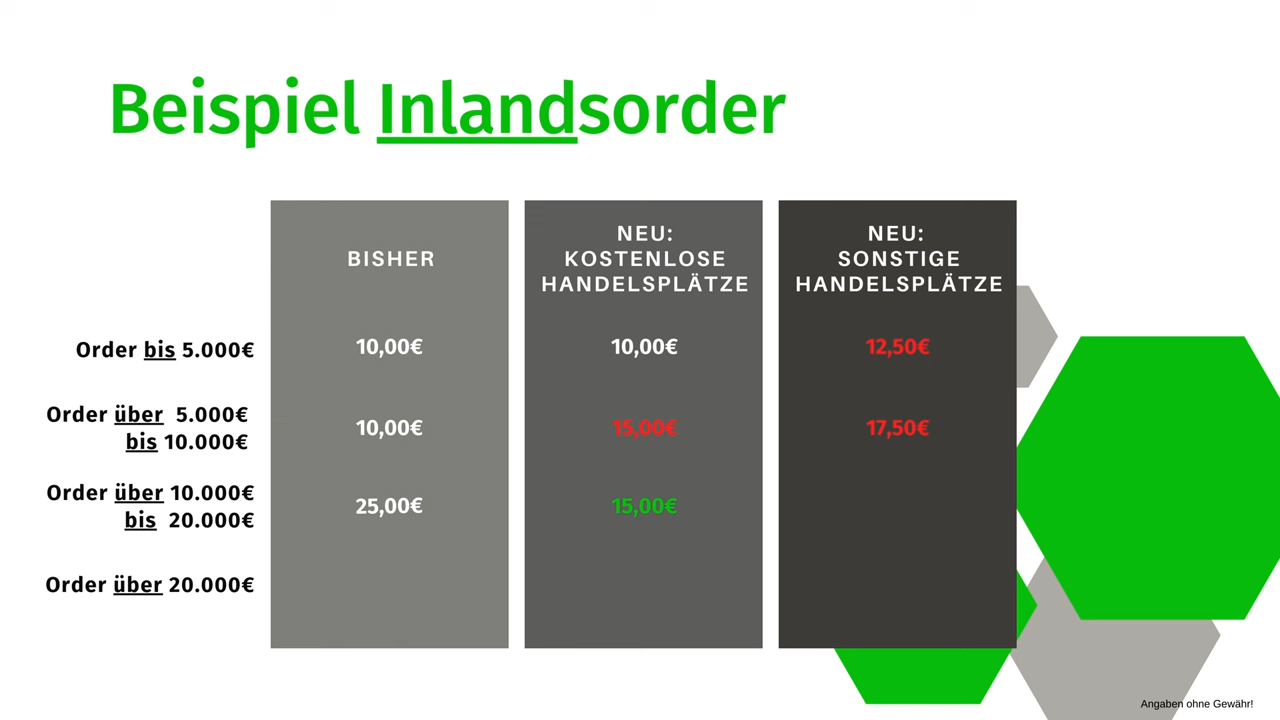 Beispiel Inlandsorder
BISHER
NEU:
KOSTENLOSE
HANDELSPLÄTZE
NEU:
SONSTIGE
HANDELSPLÄTZE
Order bis 5.000€
10,00€
10,00€
12,50€
Order über 5.000€
bis 10.000€
10,00€
15,00€
17,50€
Order über 10.000€
bis 20.000€
25,00€
15,00€
Order über 20.000€
Angaben ohne Gewähr!